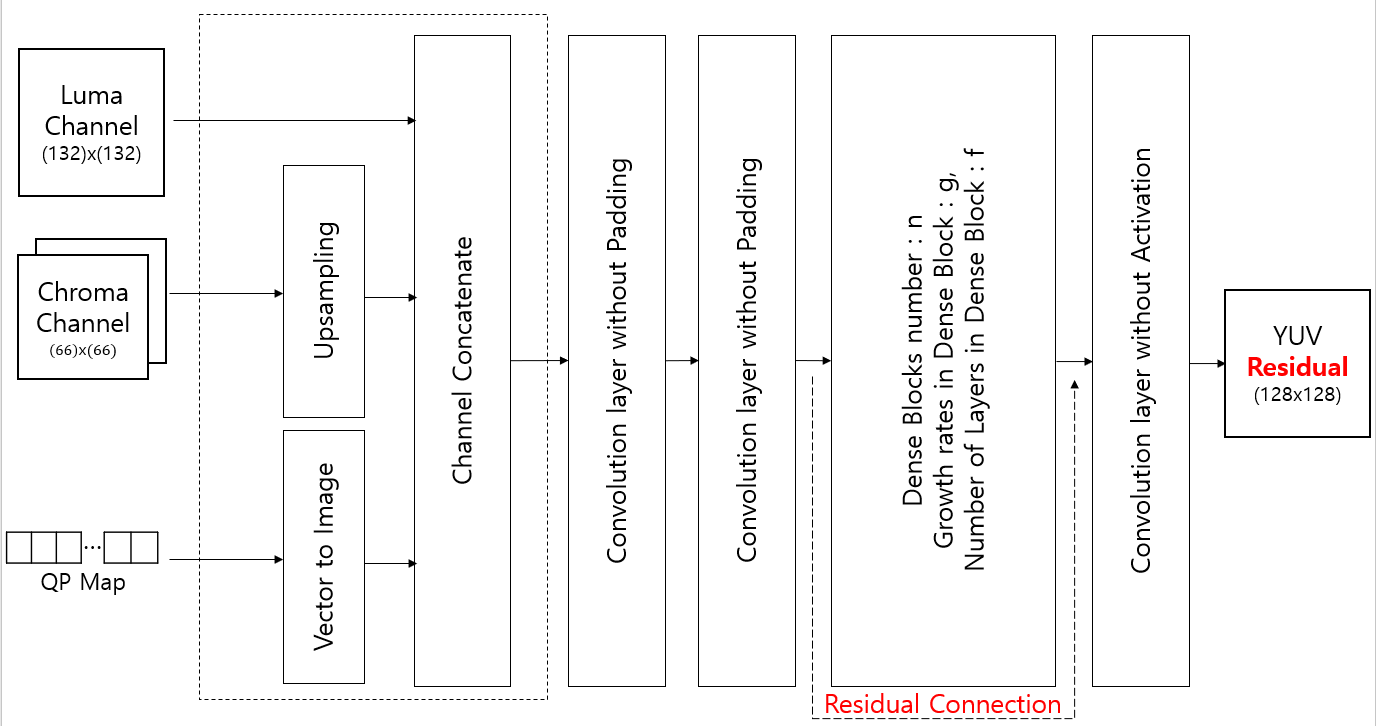 Luma
Channel
(132)x(132)
Chroma
Channel
(66)x(66)
QP Map
Upsampling
Vector to Image
Channel Concatenate
Convolution layer without Padding
Convolution layer without Padding
Dense Blocks number : n
Growth rates in Dense Block : g,
Number of Layers in Dense Block : f
Residual Connection
Convolution layer without Activation
YUV
Residual
(128x128)